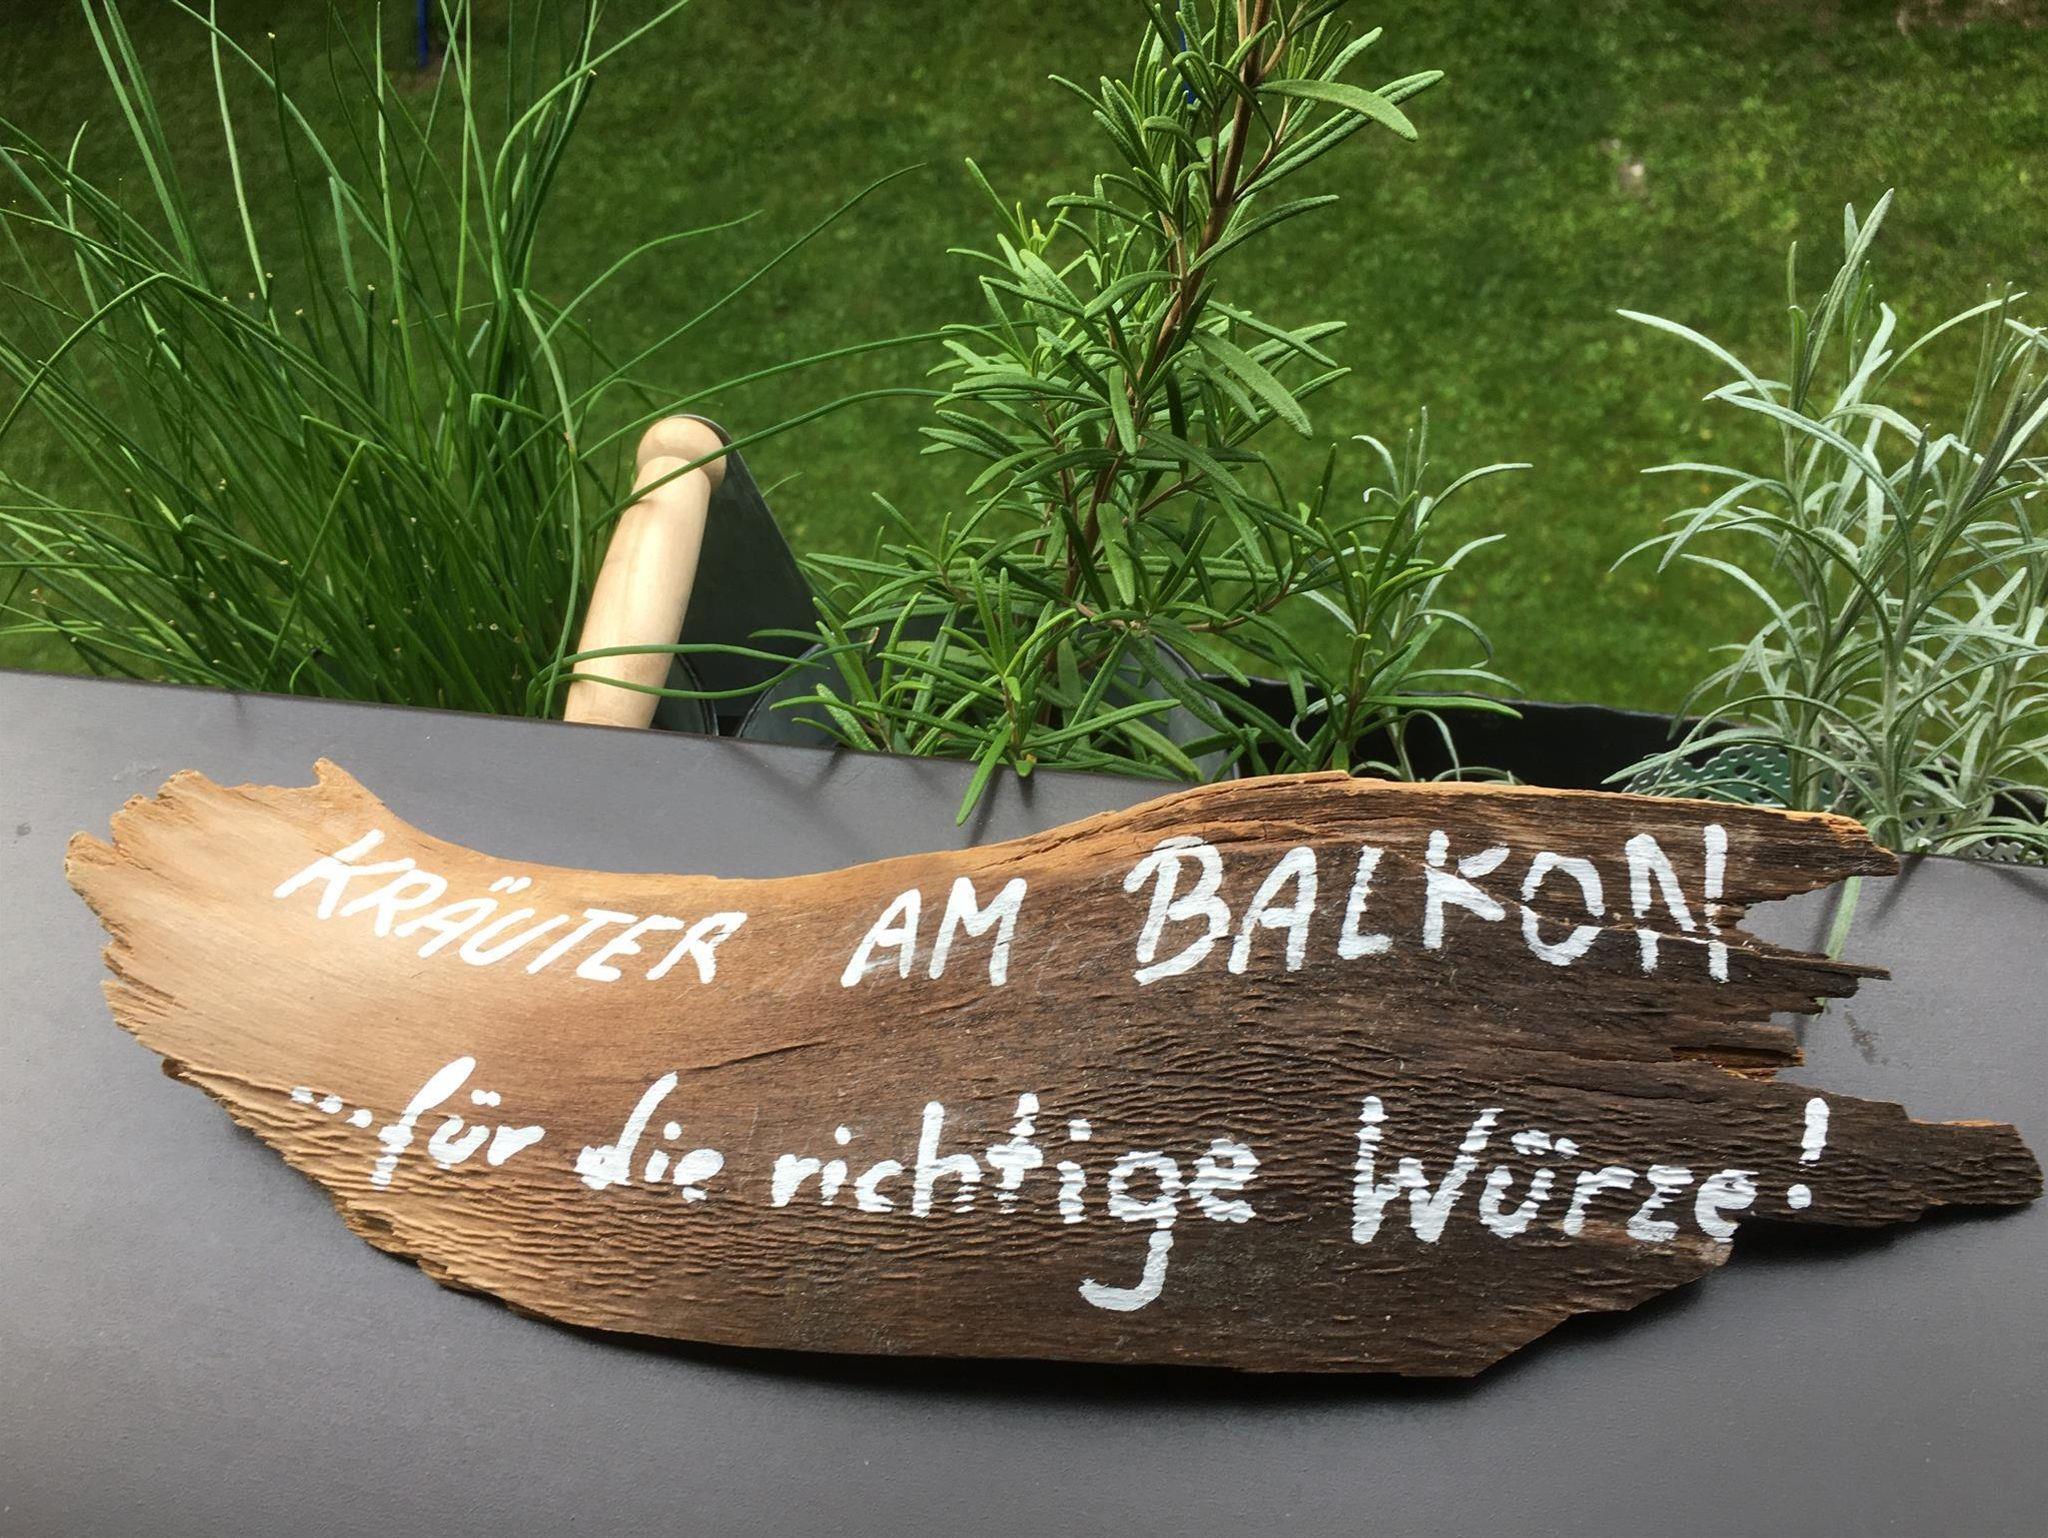 KRÄUTER AM BALKON
...für die richtige Würze!